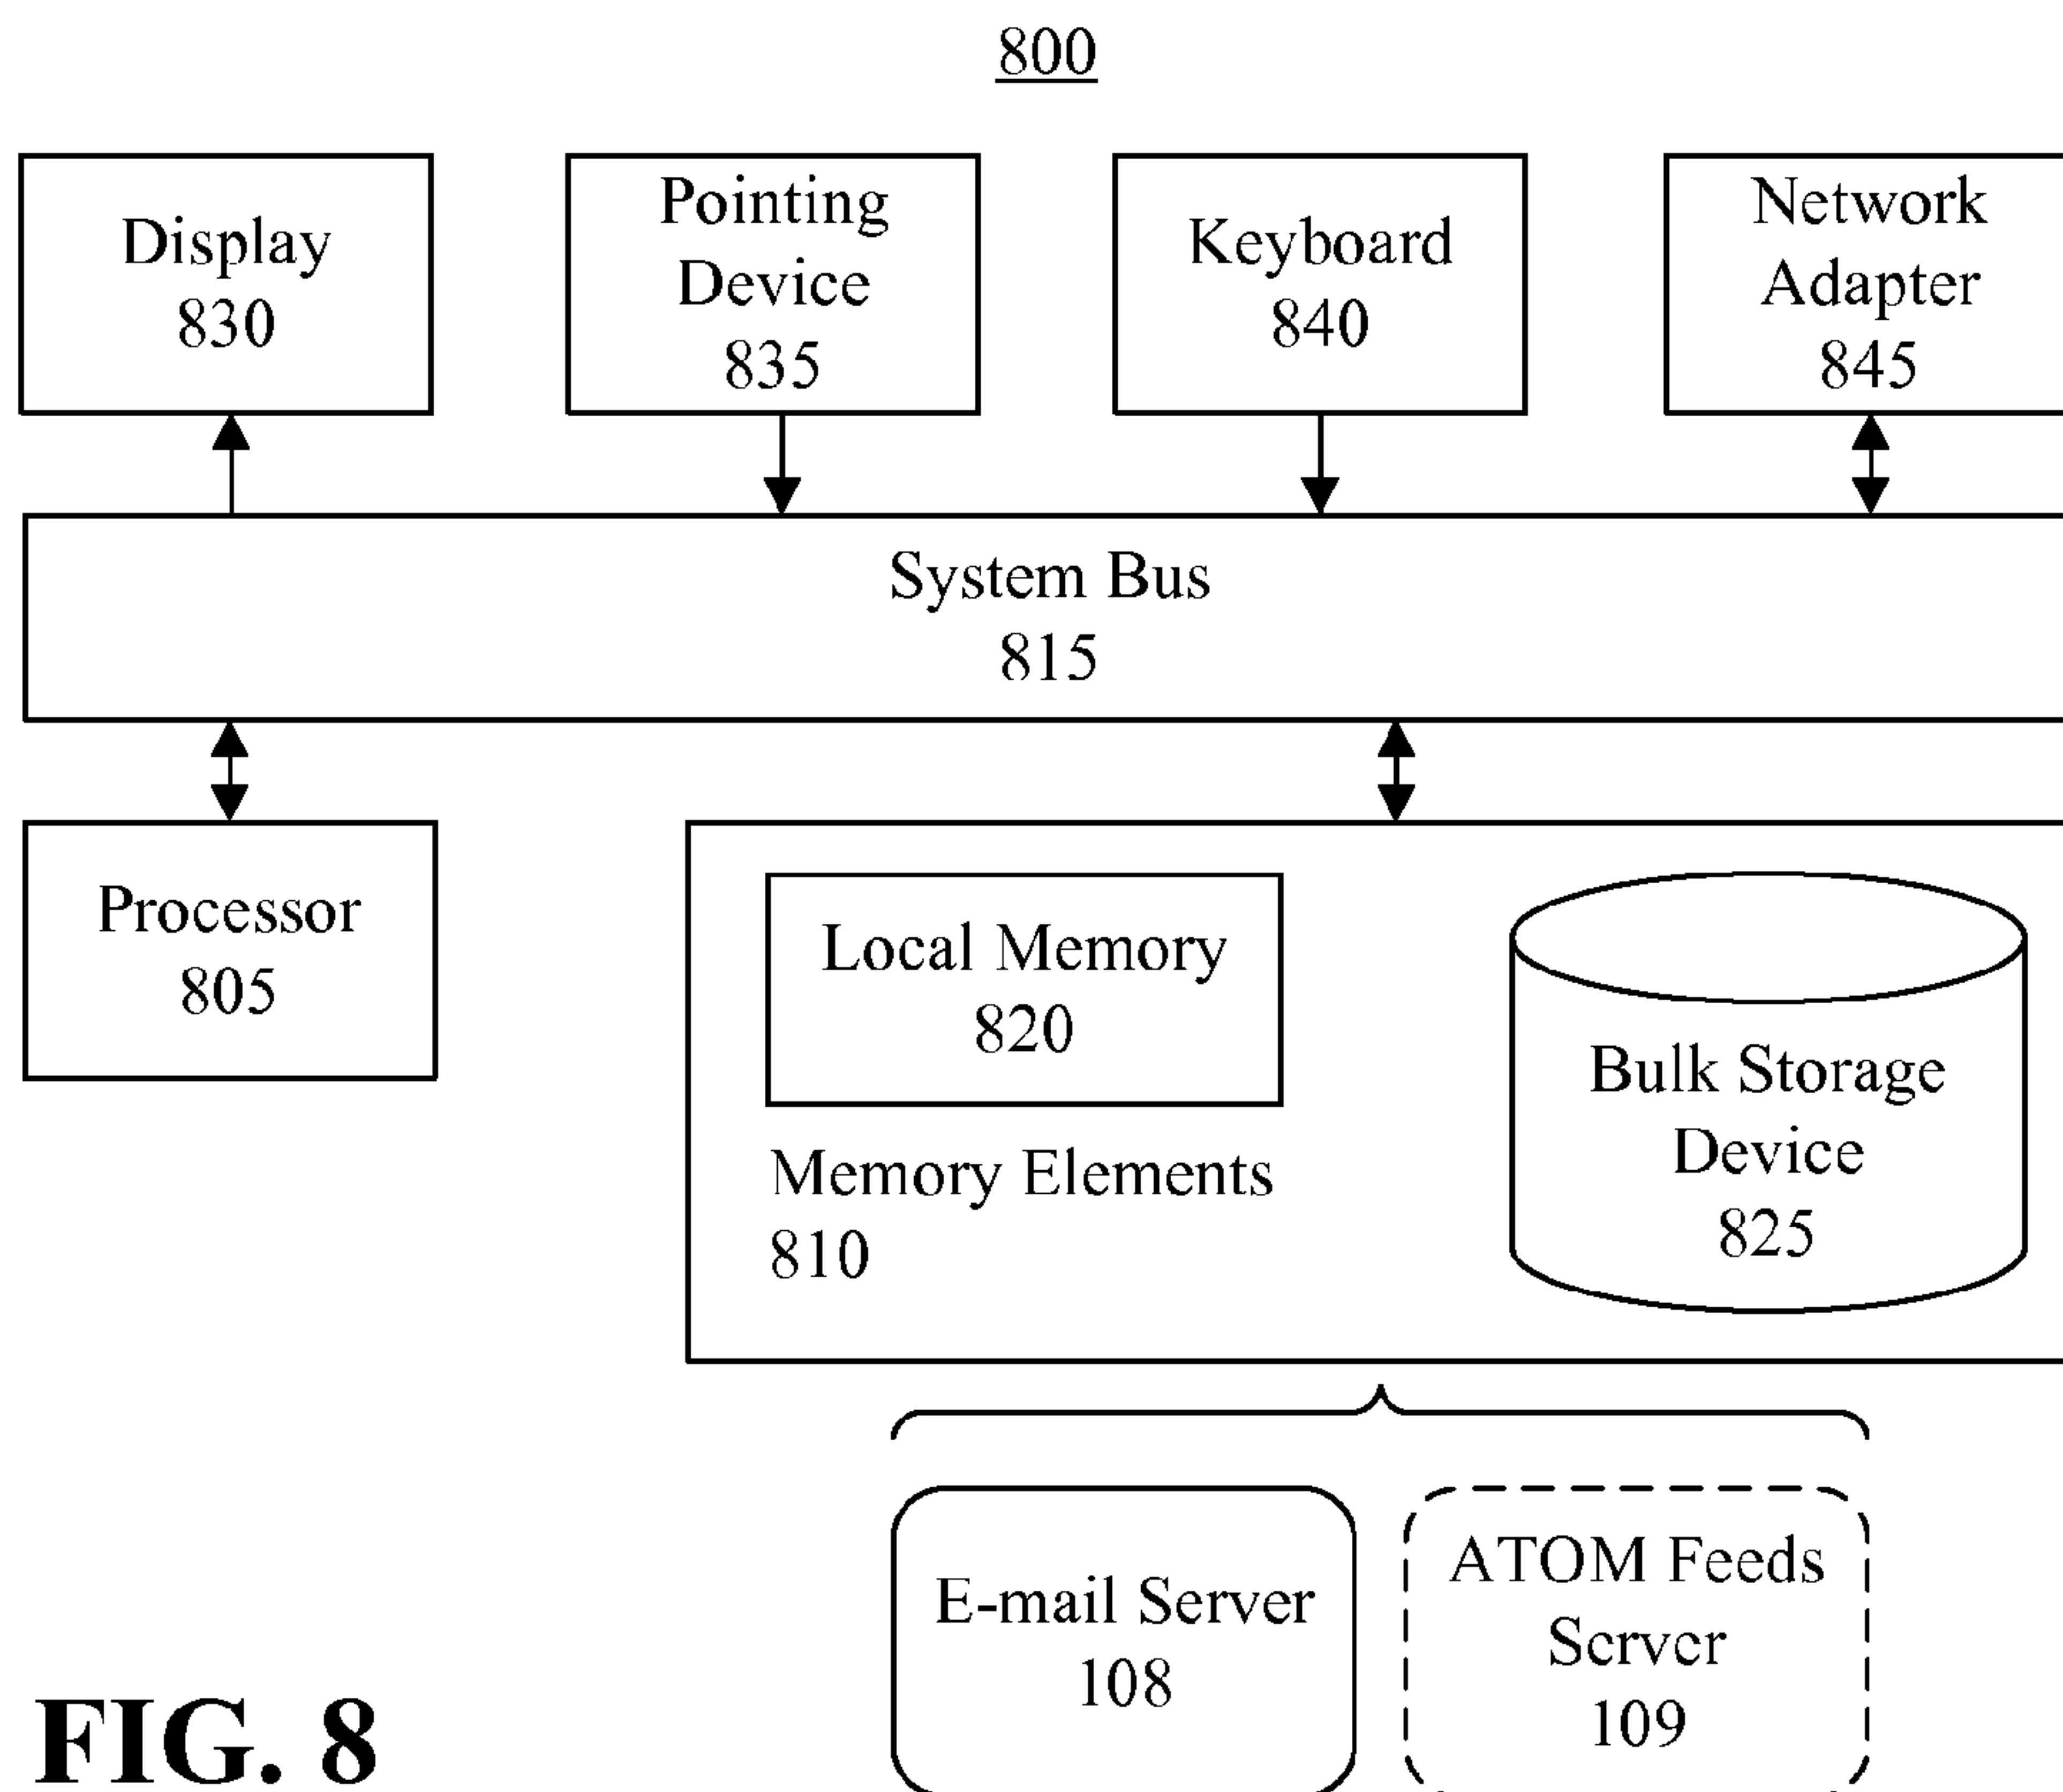 800
Display
830
Pointing
Device
835
Keyboard
840
Network
Adapter
845
System Bus
815
Processor
805
Local Memory
820
Memory Elements
810
Bulk Storage
Device
825
E-mail Server
108
ATOM Feeds
Server
109
FIG. 8